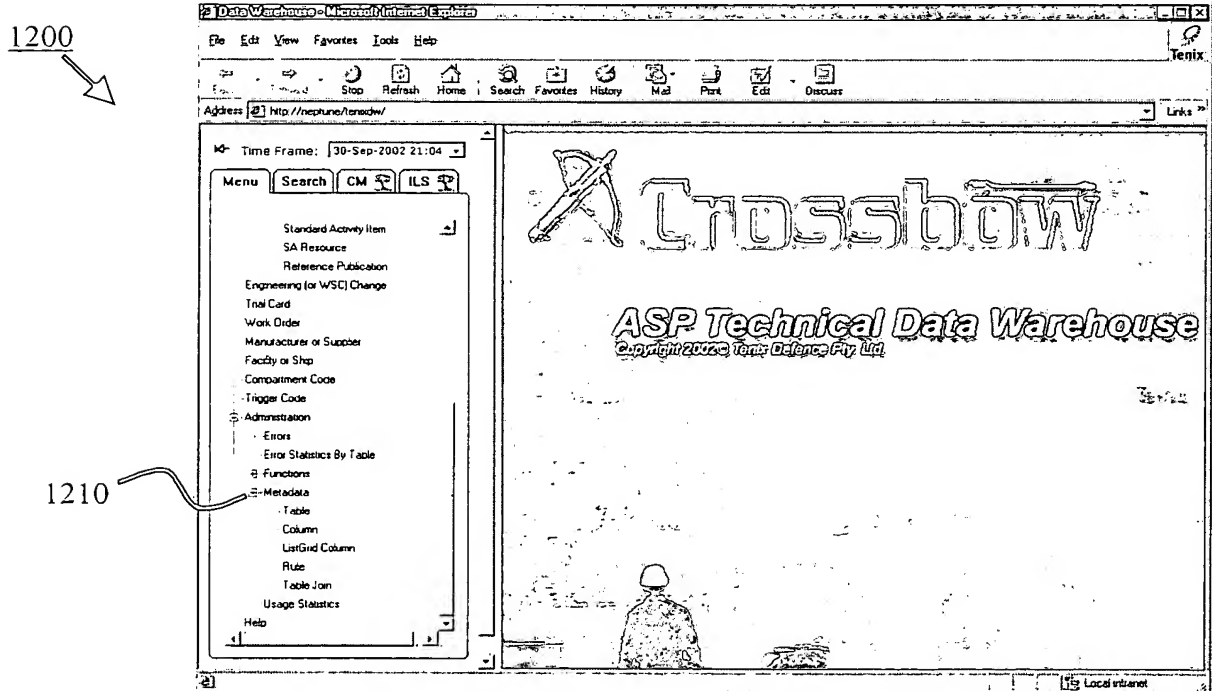 1200
Data Warehouse - Microsoft Internet Explorer
File Edit View Favorites Tools Help
Tenix
Stop Refresh Home Search Favorites History Mail Print Edit Discuss
Address http://neptune/tenixdw/ Links »
Time Frame: 30-Sep-2002 21:04
Menu Search CM ILS
Standard Activity Item
SA Resource
Reference Publication
Engineering (or WSC) Change
Trial Card
Work Order
Manufacturer or Supplier
Facility or Shop
Compartment Code
Trigger Code
Administration
Errors
Error Statistics By Table
Functions
1210
Metadata
Table
Column
ListGrid Column
Rule
Table Join
Usage Statistics
Help
Crossbow
ASP Technical Data Warehouse
Copyright 2002© Tenix Defence Pty. Ltd.
Local intranet